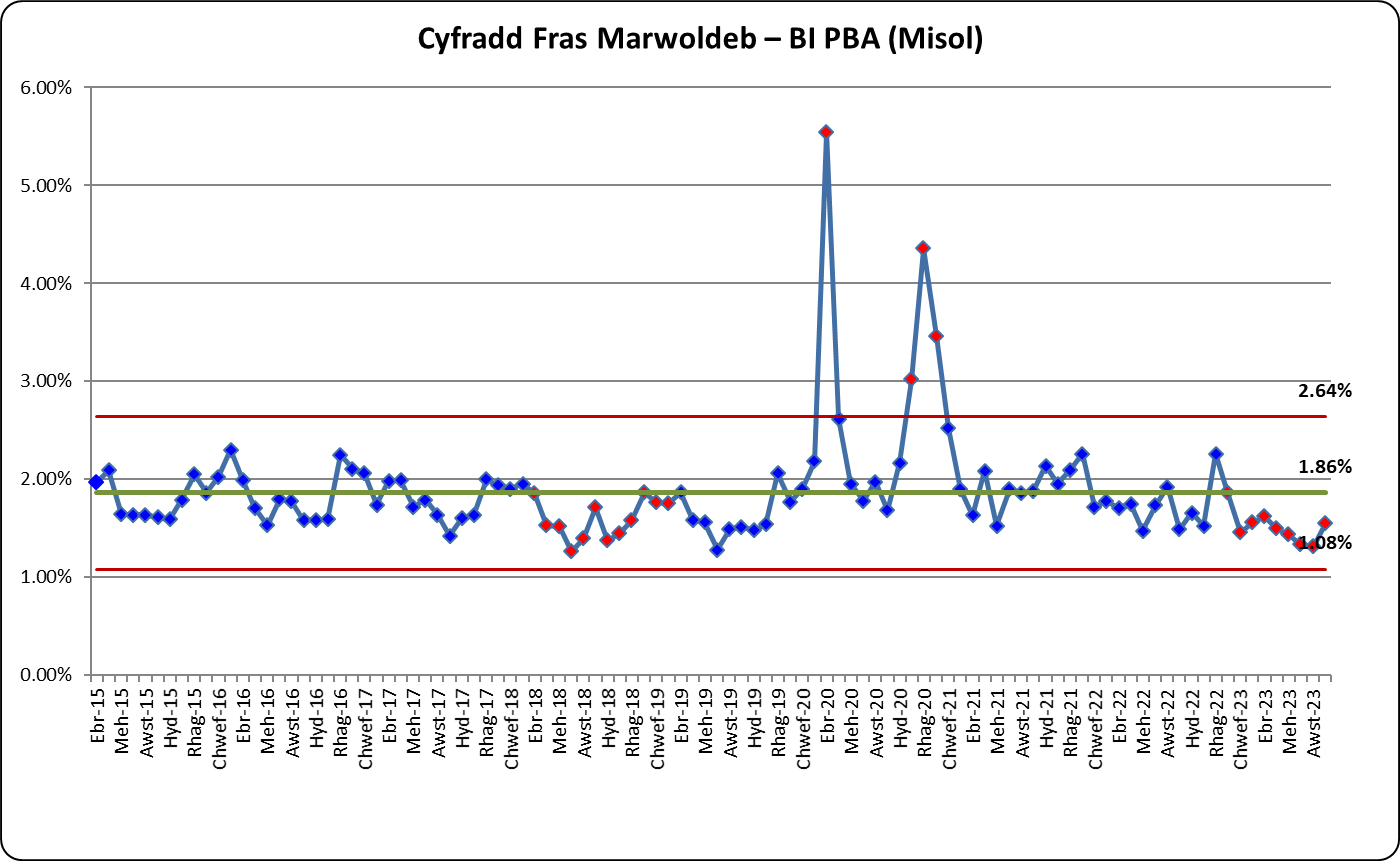 Cyfradd Fras Marwoldeb – BI PBA (Misol)
6.00%
5.00%
4.00%
3.00%
2.00%
1.00%
0.00%
2.64%
1.86%
1.08%
Ebr-15
Meh-15
Awst-15
Hyd-15
Rhag-15
Chwef-16
Ebr-16
Meh-16
Awst-16
Hyd-16
Rhag-16
Chwef-17
Ebr-17
Meh-17
Awst-17
Hyd-17
Rhag-17
Chwef-18
Ebr-18
Meh-18
Awst-18
Hyd-18
Rhag-18
Chwef-19
Ebr-19
Meh-19
Awst-19
Hyd-19
Rhag-19
Chwef-20
Ebr-20
Meh-20
Awst-20
Hyd-20
Rhag-20
Chwef-21
Ebr-21
Meh-21
Awst-21
Hyd-21
Rhag-21
Chwef-22
Ebr-22
Meh-22
Awst-22
Hyd-22
Rhag-22
Chwef-23
Ebr-23
Meh-23
Awst-23